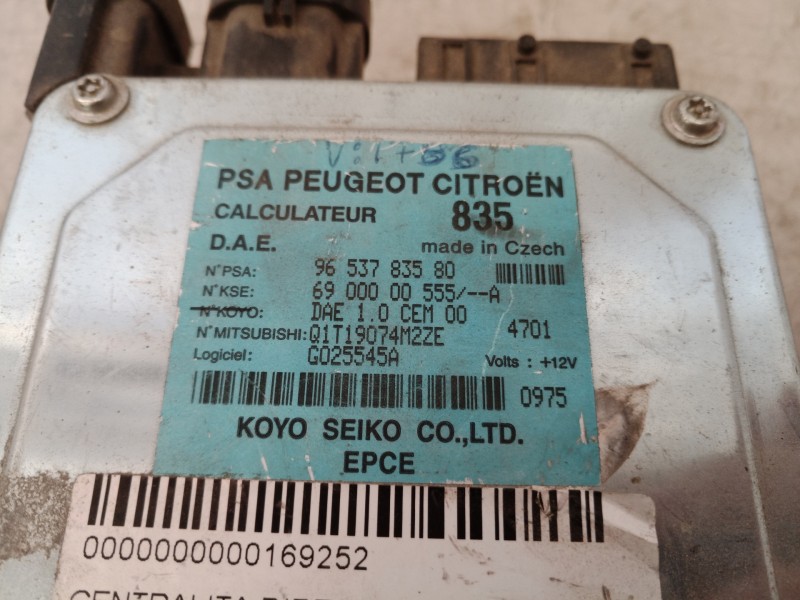 PSA PEUGEOT CITROËN
CALCULATEUR 835
D.A.E. made in Czech
N°PSA: 96 537 835 80
N°KSE: 69 000 00 555/--A
N°KOYO: DAE 1.0 CEM 00
N°MITSUBISHI: Q1T19074M2ZE 4701
Logiciel: G025545A Volts : +12V
0975
KOYO SEIKO CO.,LTD.
EPCE
0000000000169252
CENTRALITA